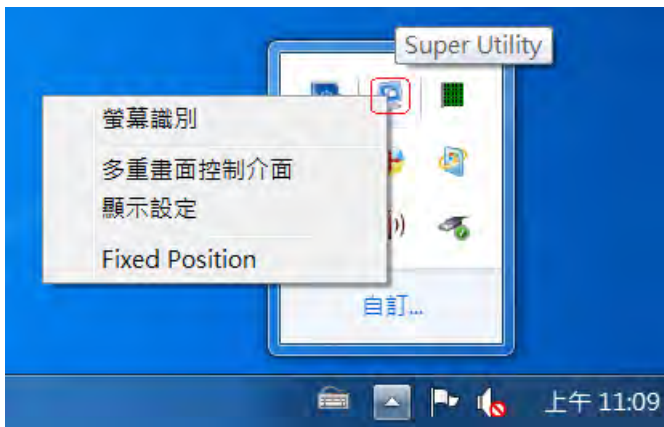 Super Utility
螢幕識別
多重畫面控制介面
顯示設定
Fixed Position
自訂...
上午 11:09